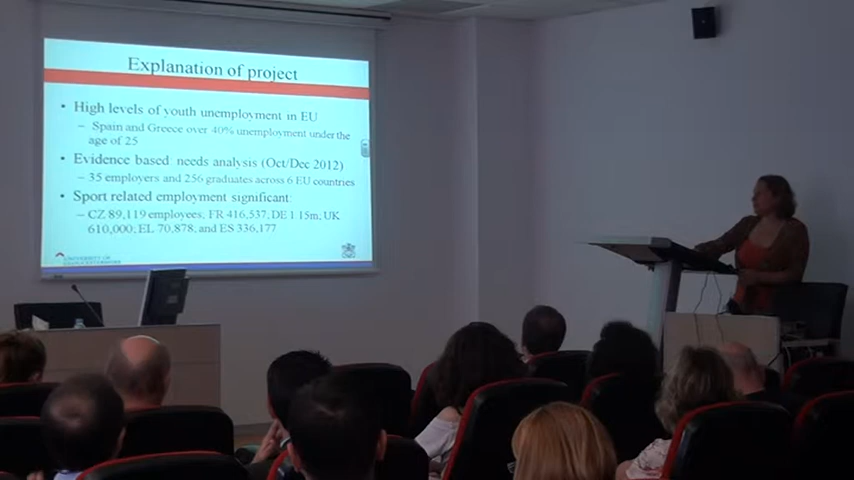 Explanation of project
• High levels of youth unemployment in EU
– Spain and Greece over 40% unemployment under the
age of 25
• Evidence based needs analysis (Oct/Dec 2012)
– 35 employers and 256 graduates across 6 EU countries
• Sport related employment significant:
– CZ 89,119 employees, FR 416,537, DE 1.15m; UK
610,000; EL 70,878, and ES 336,177
UNIVERSITY OF
GLOUCESTERSHIRE